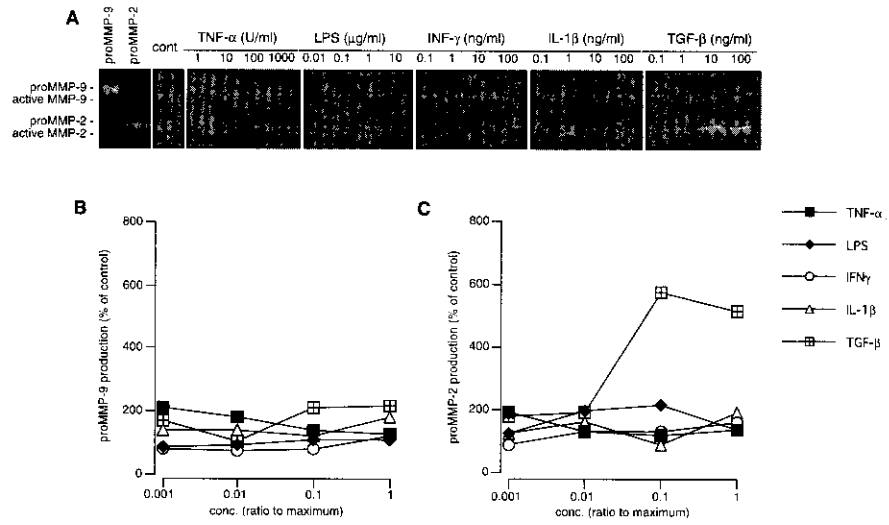 A
proMMP-9
proMMP-2
cont
TNF-α (U/ml)
1 10 100 1000
LPS (μg/ml)
0.01 0.1 1 10
INF-γ (ng/ml)
0.1 1 10 100
IL-1β (ng/ml)
0.1 1 10 100
TGF-β (ng/ml)
0.1 1 10 100
proMMP-9 -
active MMP-9 -
proMMP-2 -
active MMP-2 -
B
800
600
400
200
0
proMMP-9 production (% of control)
0.001 0.01 0.1 1
conc. (ratio to maximum)
C
800
600
400
200
0
proMMP-2 production (% of control)
0.001 0.01 0.1 1
conc. (ratio to maximum)
TNF-α
LPS
IFNγ
IL-1β
TGF-β